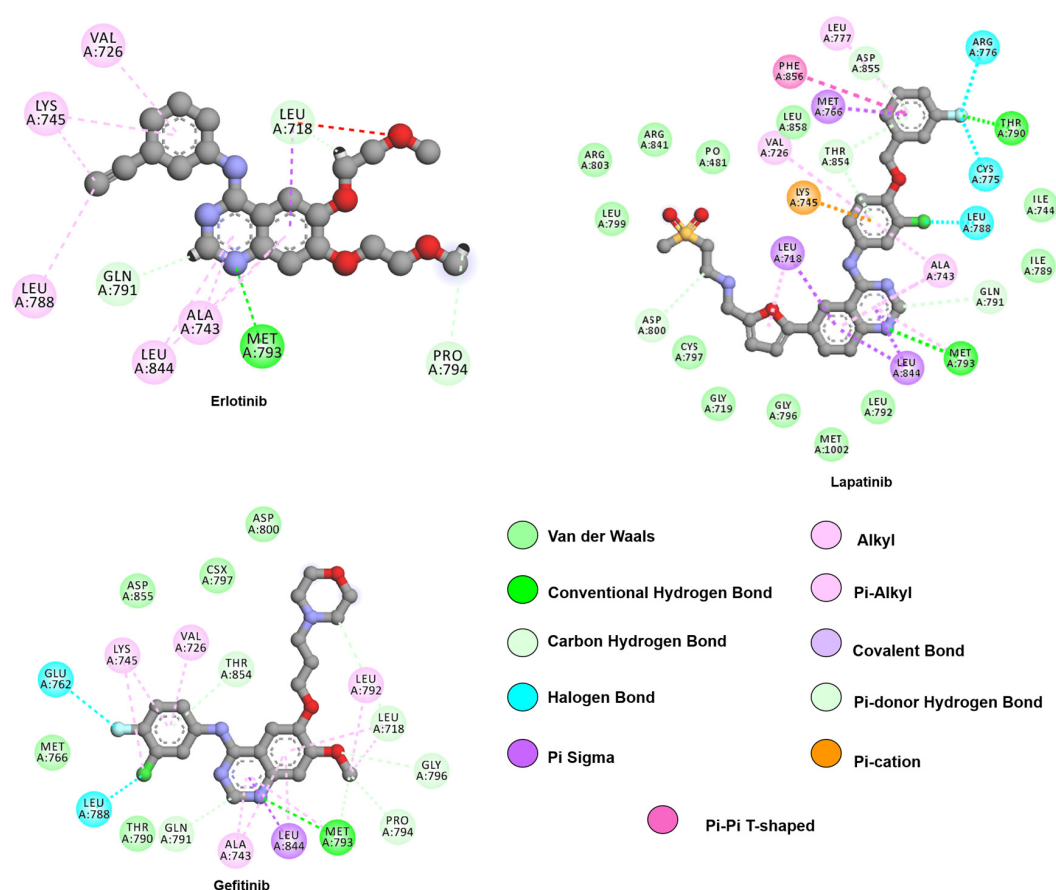 VAL
A:726
LYS
A:745
LEU
A:718
LEU
A:788
GLN
A:791
ALA
A:743
LEU
A:844
MET
A:793
PRO
A:794
Erlotinib
LEU
A:777
ARG
A:776
ASP
A:855
PHE
A:856
MET
A:766
LEU
A:858
THR
A:790
ARG
A:841
VAL
A:726
THR
A:854
PO
A:481
ARG
A:803
CYS
A:775
LYS
A:745
ILE
A:744
LEU
A:799
LEU
A:788
LEU
A:718
ILE
A:789
ALA
A:743
GLN
A:791
ASP
A:800
CYS
A:797
MET
A:793
LEU
A:844
GLY
A:719
GLY
A:796
LEU
A:792
MET
A:1002
Lapatinib
ASP
A:800
CSX
A:797
ASP
A:855
VAL
A:726
LYS
A:745
THR
A:854
GLU
A:762
LEU
A:792
LEU
A:718
MET
A:766
GLY
A:796
LEU
A:788
THR
A:790
GLN
A:791
ALA
A:743
LEU
A:844
MET
A:793
PRO
A:794
Gefitinib
Van der Waals
Conventional Hydrogen Bond
Carbon Hydrogen Bond
Halogen Bond
Pi Sigma
Alkyl
Pi-Alkyl
Covalent Bond
Pi-donor Hydrogen Bond
Pi-cation
Pi-Pi T-shaped